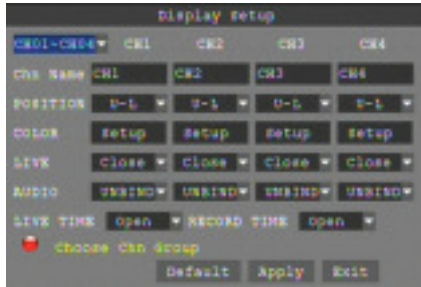 Display Setup
CH01-CH04 CH1 CH2 CH3 CH4
Chn Name CH1 CH2 CH3 CH4
POSITION U-L U-L U-L U-L
COLOR Setup Setup Setup Setup
LIVE Close Close Close Close
AUDIO UNBIND UNBIND UNBIND UNBIND
LIVE TIME Open RECORD TIME Open
Choose Chn Group
Default Apply Exit